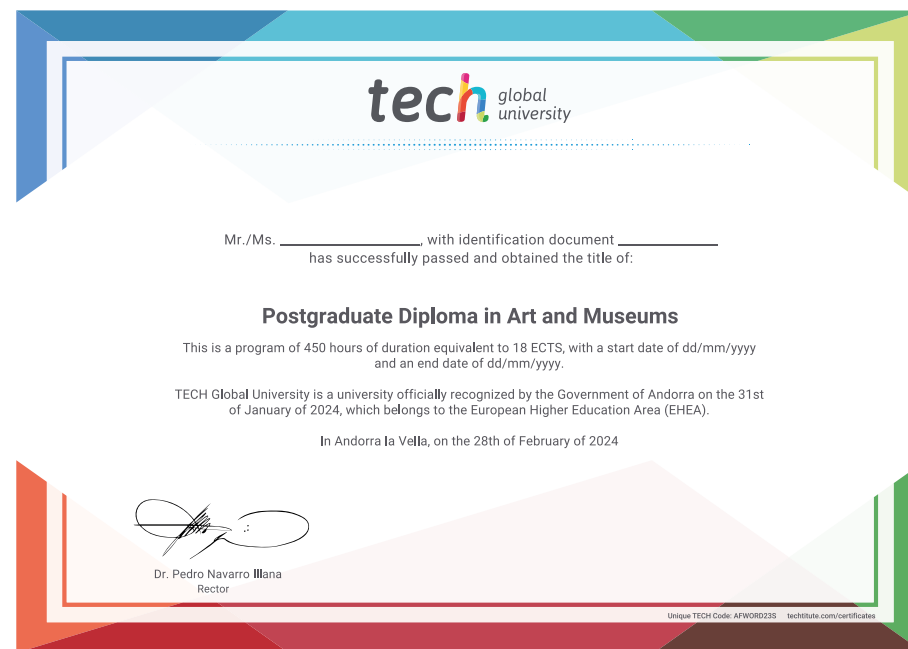 tech global university
Mr./Ms. ____________________, with identification document ______________
has successfully passed and obtained the title of:
Postgraduate Diploma in Art and Museums
This is a program of 450 hours of duration equivalent to 18 ECTS, with a start date of dd/mm/yyyy
and an end date of dd/mm/yyyy.
TECH Global University is a university officially recognized by the Government of Andorra on the 31st
of January of 2024, which belongs to the European Higher Education Area (EHEA).
In Andorra la Vella, on the 28th of February of 2024
Dr. Pedro Navarro Illana
Rector
Unique TECH Code: AFWORD23S techtitute.com/certificates